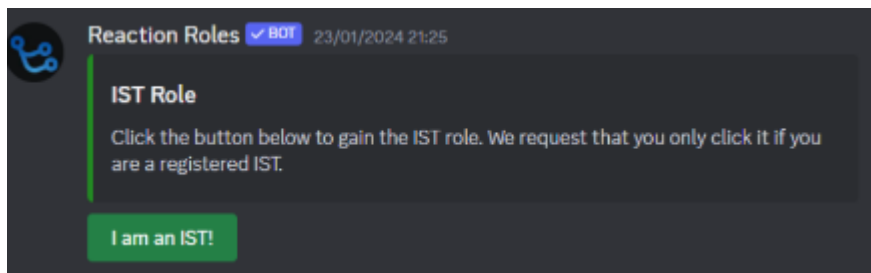 Reaction Roles ✓ BOT 23/01/2024 21:25
IST Role
Click the button below to gain the IST role. We request that you only click it if you
are a registered IST.
I am an IST!